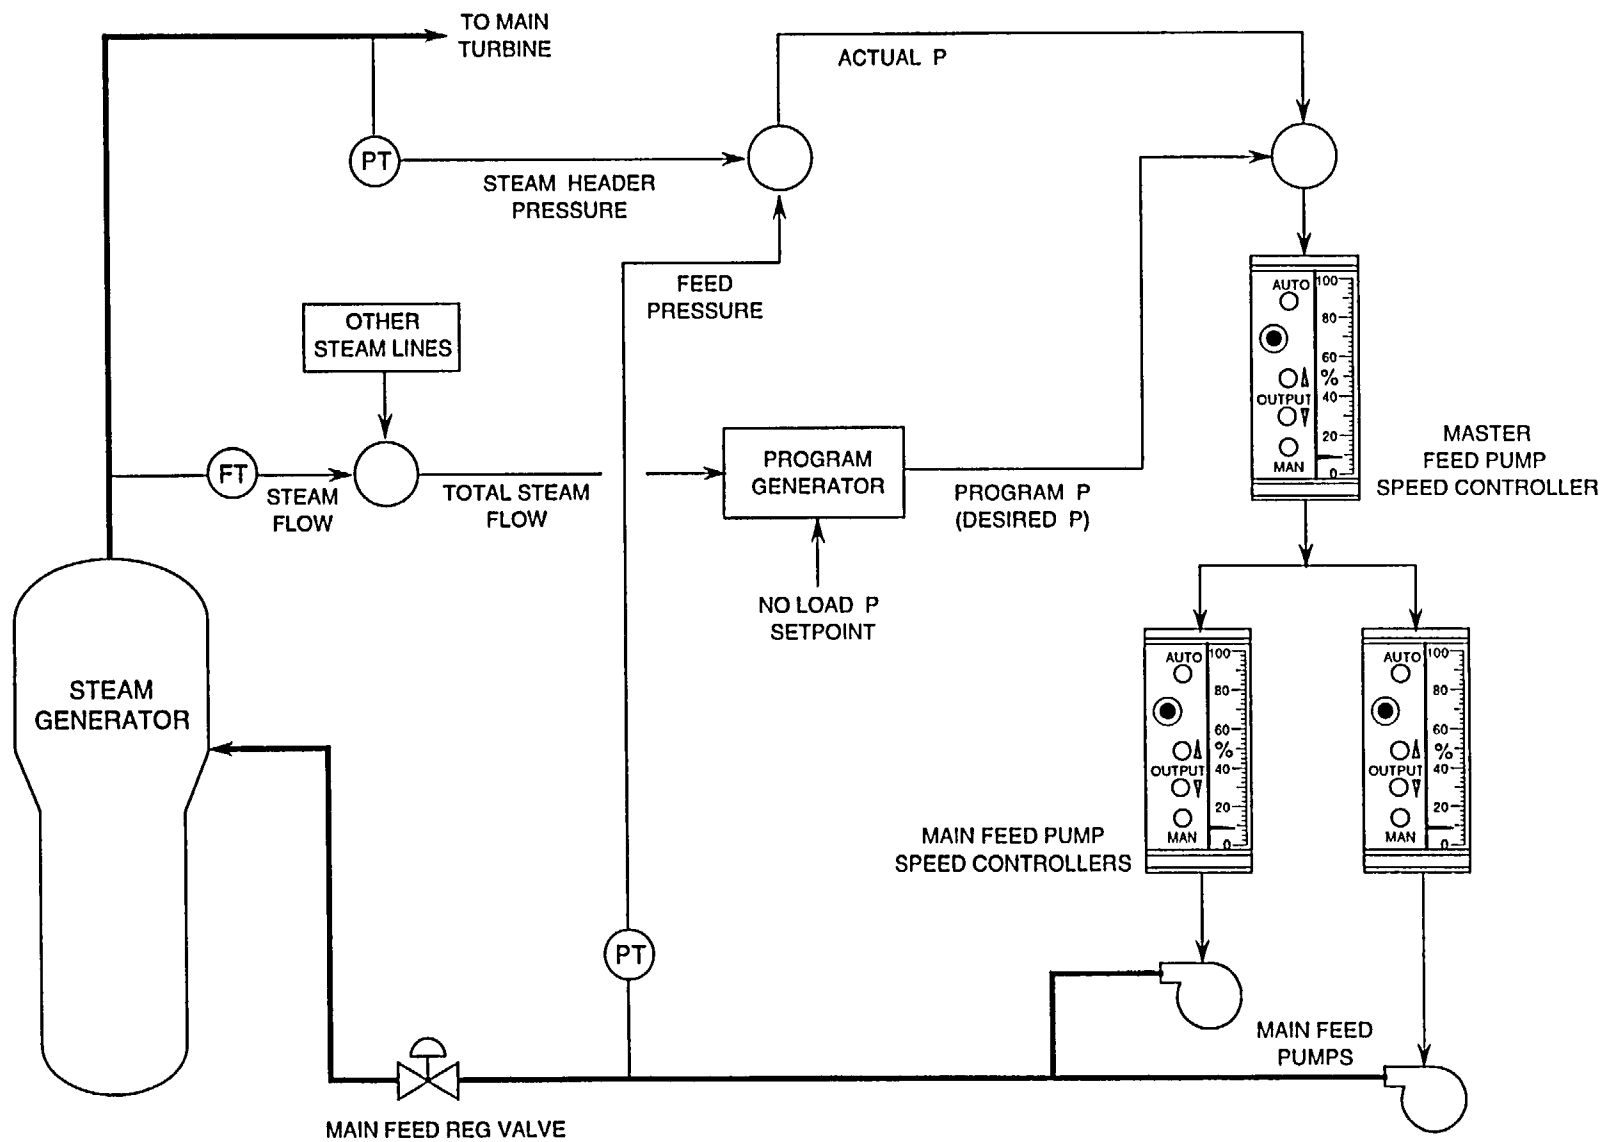 TO MAIN
TURBINE
ACTUAL P
PT
STEAM HEADER
PRESSURE
FEED
PRESSURE
OTHER
STEAM LINES
FT
STEAM
FLOW
TOTAL STEAM
FLOW
PROGRAM
GENERATOR
PROGRAM P
(DESIRED P)
NO LOAD P
SETPOINT
AUTO
100
80
60
%
OUTPUT
40
20
MAN
0
MASTER
FEED PUMP
SPEED CONTROLLER
STEAM
GENERATOR
AUTO
100
80
60
%
OUTPUT
40
20
MAN
0
AUTO
100
80
60
%
OUTPUT
40
20
MAN
0
MAIN FEED PUMP
SPEED CONTROLLERS
PT
MAIN FEED
PUMPS
MAIN FEED REG VALVE